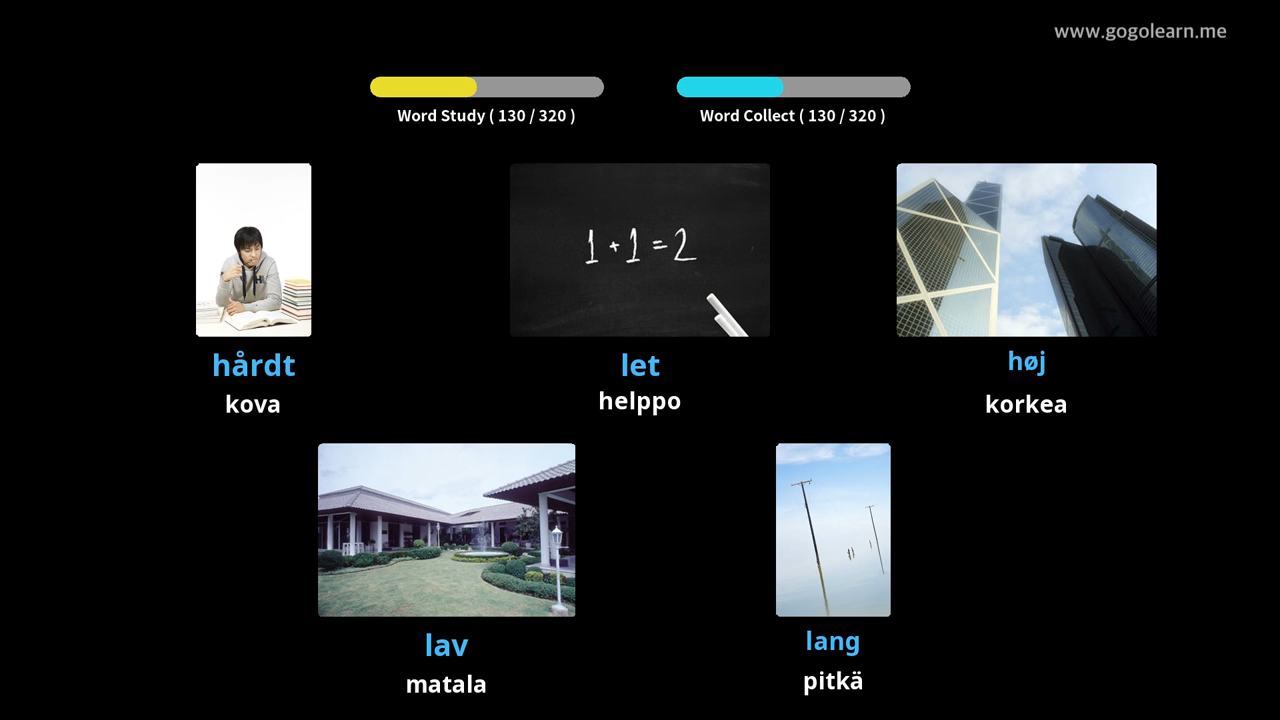 www.gogolearn.me
Word Study ( 130 / 320 )
Word Collect ( 130 / 320 )
1+1=2
hårdt
kova
let
helppo
høj
korkea
lav
matala
lang
pitkä